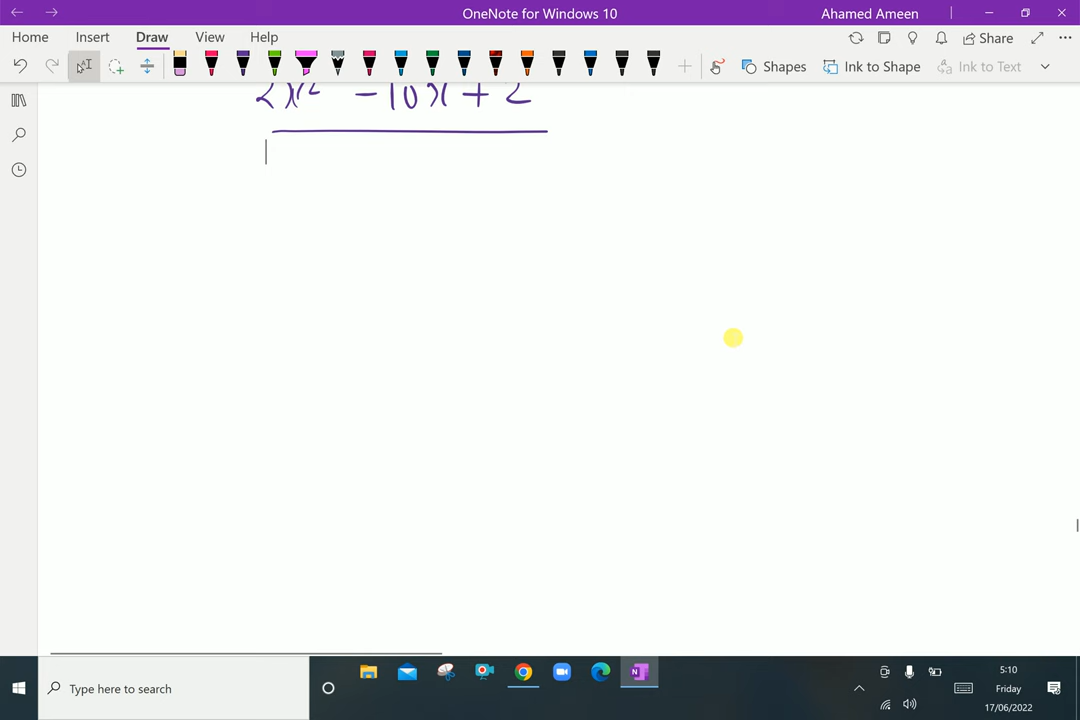 OneNote for Windows 10
Ahamed Ameen
Home Insert Draw View Help
Share
Shapes Ink to Shape Ink to Text
2x² - 10x + 2
Type here to search
5:10
Friday
17/06/2022